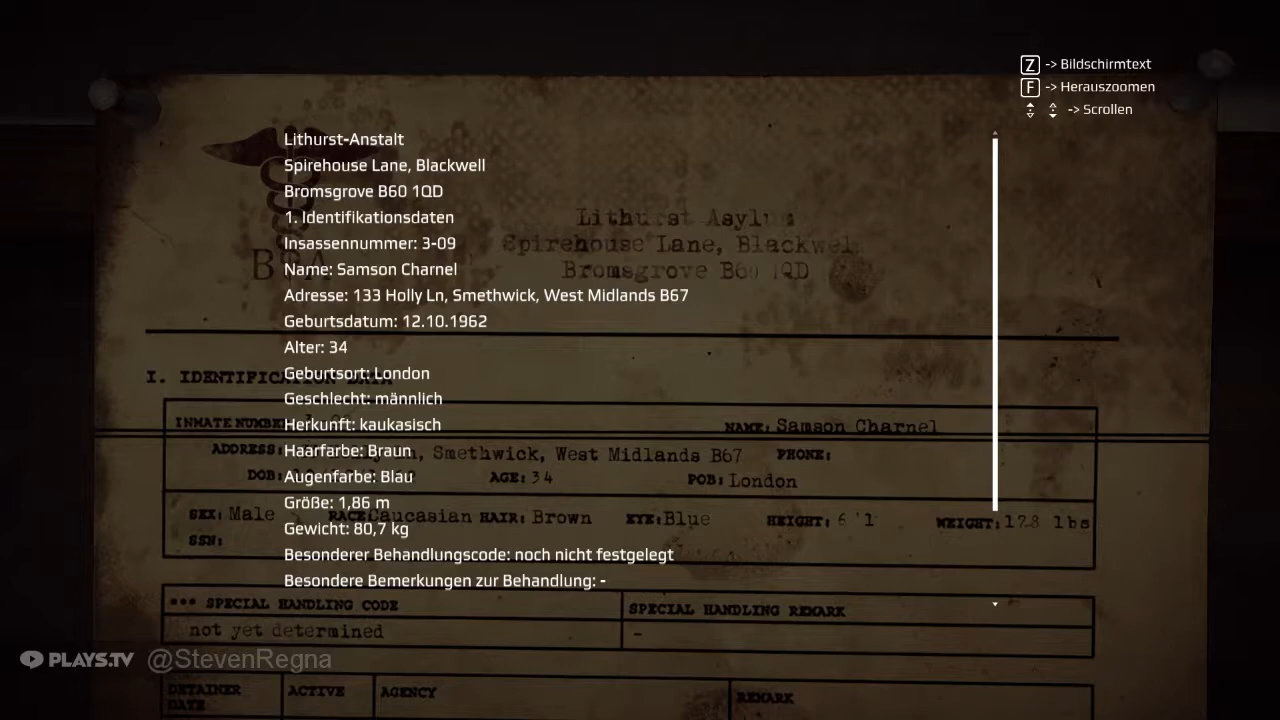 Z -> Bildschirmtext
F -> Herauszoomen
-> Scrollen
Lithurst-Anstalt
Spirehouse Lane, Blackwell
Bromsgrove B60 1QD
1. Identifikationsdaten
Insassennummer: 3-09
Name: Samson Charnel
Adresse: 133 Holly Ln, Smethwick, West Midlands B67
Geburtsdatum: 12.10.1962
Alter: 34
Geburtsort: London
Geschlecht: männlich
Herkunft: kaukasisch
Haarfarbe: Braun
Augenfarbe: Blau
Größe: 1,86 m
Gewicht: 80,7 kg
Besonderer Behandlungscode: noch nicht festgelegt
Besondere Bemerkungen zur Behandlung: -
Lithurst Asylum
Spirehouse Lane, Blackwell
Bromsgrove B60 1QD
I. IDENTIFICATION DATA
INMATE NUMBER NAME: Samson Charnel
ADDRESS: Smethwick, West Midlands B67 PHONE:
DOB: AGE: 34 POB: London
SEX: Male RACE: Caucasian HAIR: Brown EYE: Blue HEIGHT: 6'1 WEIGHT: 178 lbs
SSN:
*** SPECIAL HANDLING CODE SPECIAL HANDLING REMARK
not yet determined -
DETAINER DATE ACTIVE AGENCY REMARK
PLAYS.TV @StevenRegna